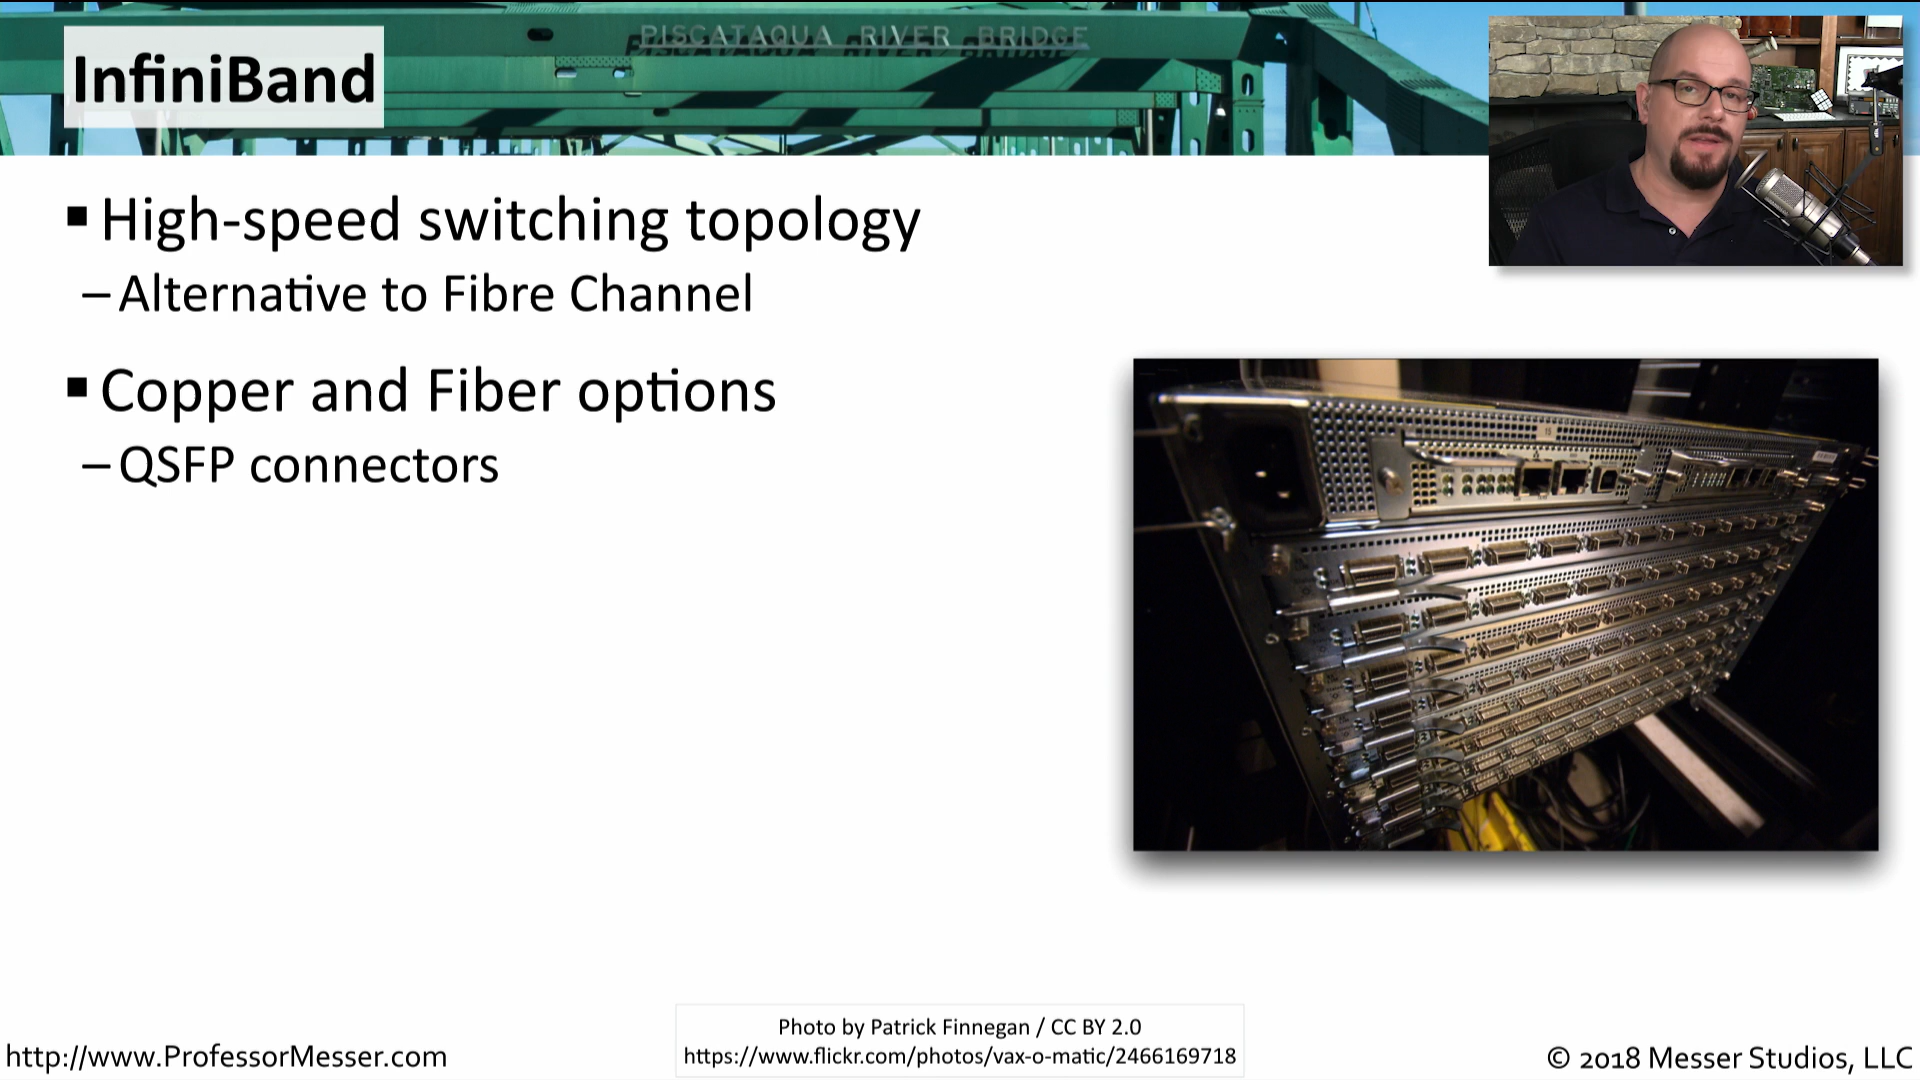 PISCATAQUA RIVER BRIDGE
InfiniBand
▪ High-speed switching topology
– Alternative to Fibre Channel
▪ Copper and Fiber options
– QSFP connectors
Photo by Patrick Finnegan / CC BY 2.0
https://www.flickr.com/photos/vax-o-matic/2466169718
http://www.ProfessorMesser.com
© 2018 Messer Studios, LLC